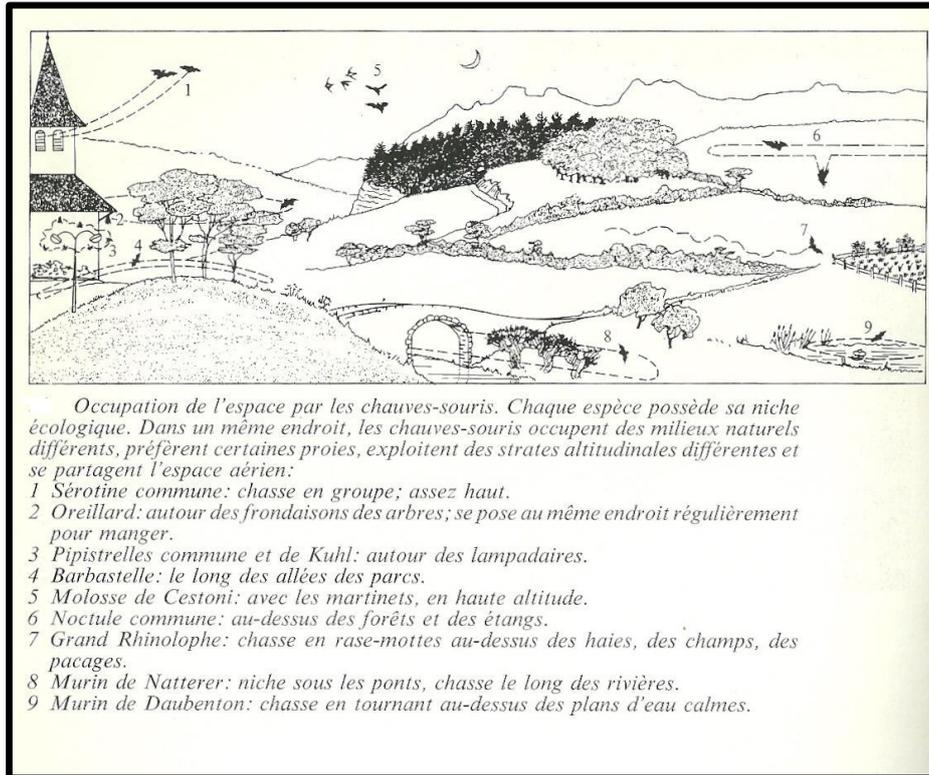 1
5
6
2
3
4
7
8
9
Occupation de l'espace par les chauves-souris. Chaque espèce possède sa niche
écologique. Dans un même endroit, les chauves-souris occupent des milieux naturels
différents, préfèrent certaines proies, exploitent des strates altitudinales différentes et
se partagent l'espace aérien:
1 Sérotine commune: chasse en groupe; assez haut.
2 Oreillard: autour des frondaisons des arbres; se pose au même endroit régulièrement
pour manger.
3 Pipistrelles commune et de Kuhl: autour des lampadaires.
4 Barbastelle: le long des allées des parcs.
5 Molosse de Cestoni: avec les martinets, en haute altitude.
6 Noctule commune: au-dessus des forêts et des étangs.
7 Grand Rhinolophe: chasse en rase-mottes au-dessus des haies, des champs, des
pacages.
8 Murin de Natterer: niche sous les ponts, chasse le long des rivières.
9 Murin de Daubenton: chasse en tournant au-dessus des plans d'eau calmes.